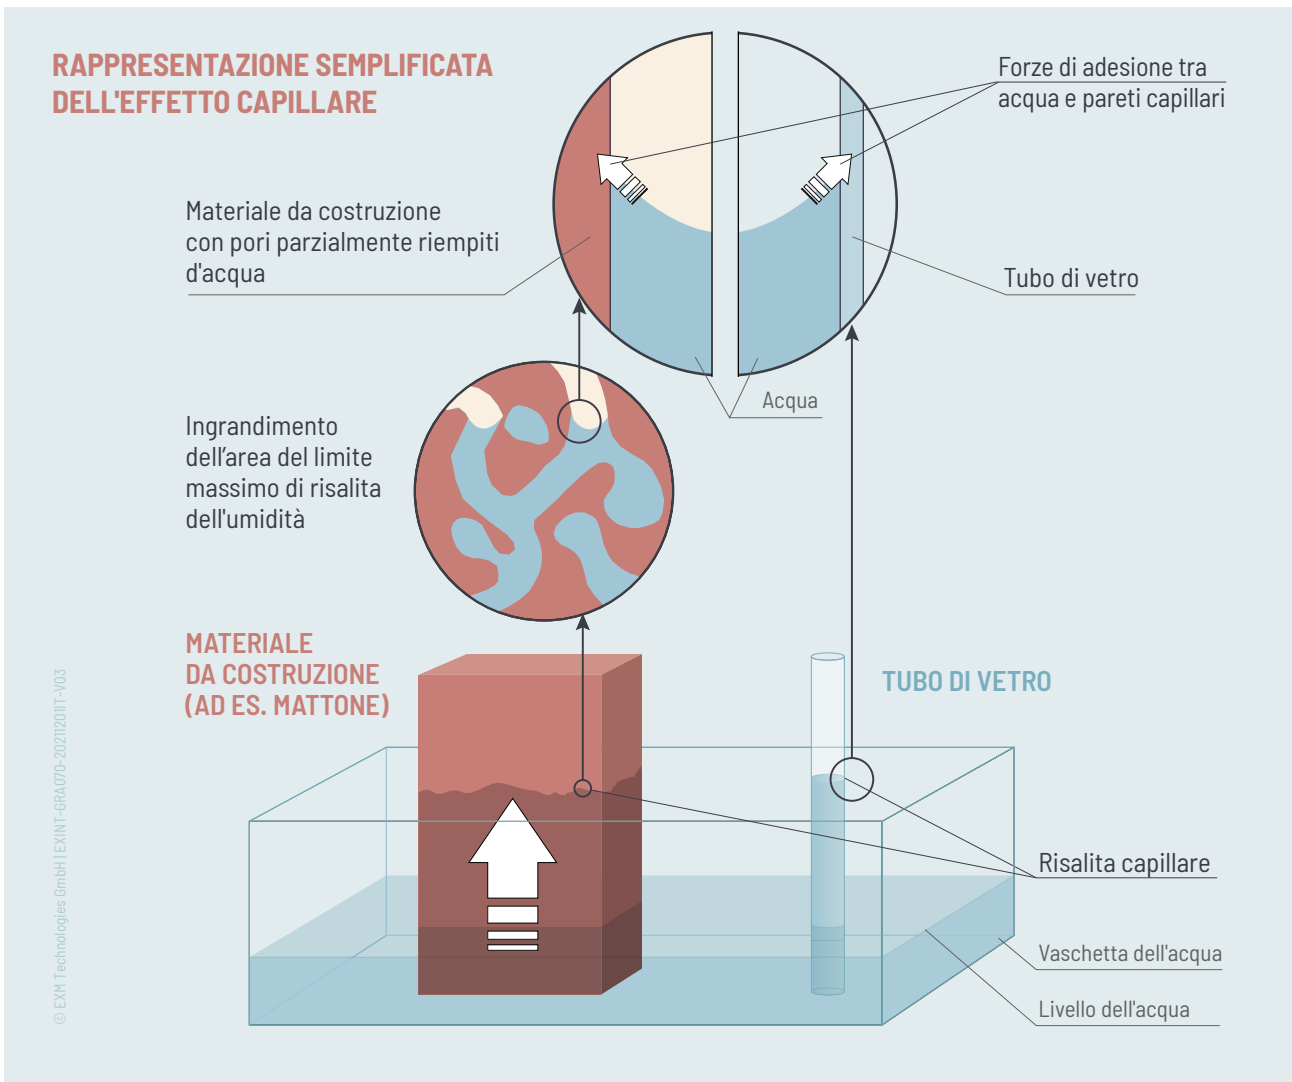 RAPPRESENTAZIONE SEMPLIFICATA
DELL'EFFETTO CAPILLARE
Forze di adesione tra
acqua e pareti capillari
Materiale da costruzione
con pori parzialmente riempiti
d'acqua
Tubo di vetro
Acqua
Ingrandimento
dell’area del limite
massimo di risalita
dell'umidità
MATERIALE
DA COSTRUZIONE
(AD ES. MATTONE)
TUBO DI VETRO
Risalita capillare
Vaschetta dell'acqua
Livello dell'acqua
© EXM Technologies GmbH | EXINT-GRA070-20211201IT-V03